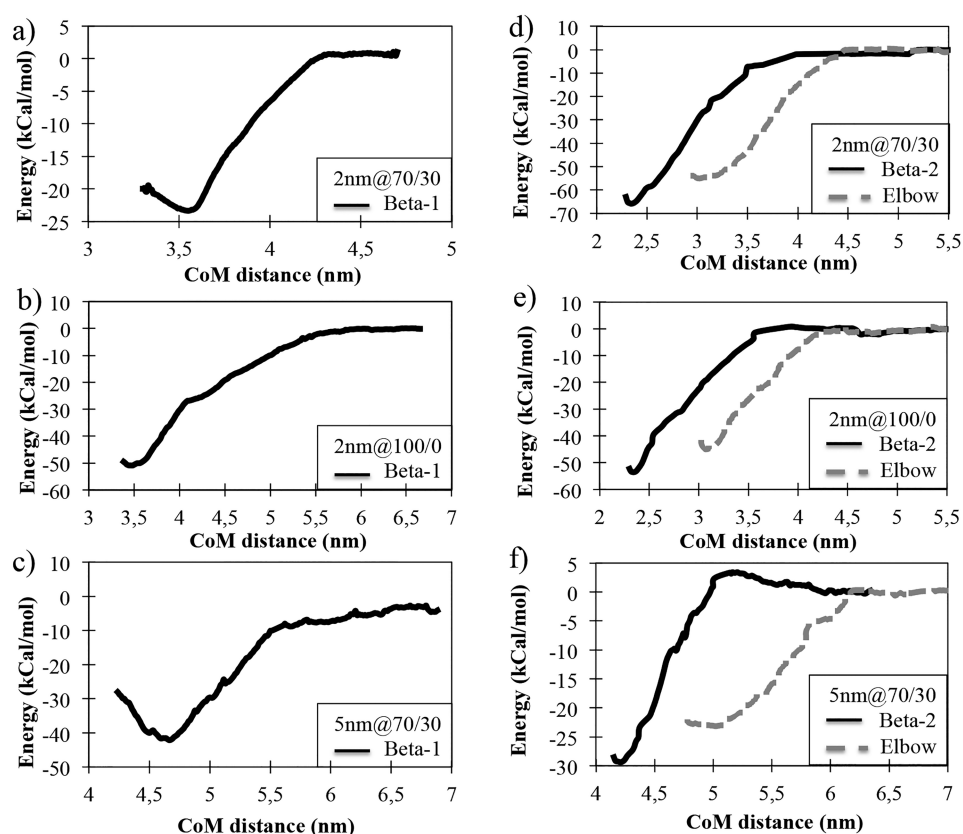 a)
5
0
-5
-10
-15
-20
-25
Energy (kCal/mol)
3 3,5 4 4,5 5
CoM distance (nm)
2nm@70/30
Beta-1
d)
10
0
-10
-20
-30
-40
-50
-60
-70
Energy (kCal/mol)
2 2,5 3 3,5 4 4,5 5 5,5
CoM distance (nm)
2nm@70/30
Beta-2
Elbow
b)
10
0
-10
-20
-30
-40
-50
-60
Energy (kCal/mol)
3 3,5 4 4,5 5 5,5 6 6,5 7
CoM distance (nm)
2nm@100/0
Beta-1
e)
10
0
-10
-20
-30
-40
-50
-60
Energy (kCal/mol)
2 2,5 3 3,5 4 4,5 5 5,5
CoM distance (nm)
2nm@100/0
Beta-2
Elbow
c)
10
0
-10
-20
-30
-40
-50
Energy (kCal/mol)
4 4,5 5 5,5 6 6,5 7
CoM distance (nm)
5nm@70/30
Beta-1
f)
5
0
-5
-10
-15
-20
-25
-30
Energy (kCal/mol)
4 4,5 5 5,5 6 6,5 7
CoM distance (nm)
5nm@70/30
Beta-2
Elbow